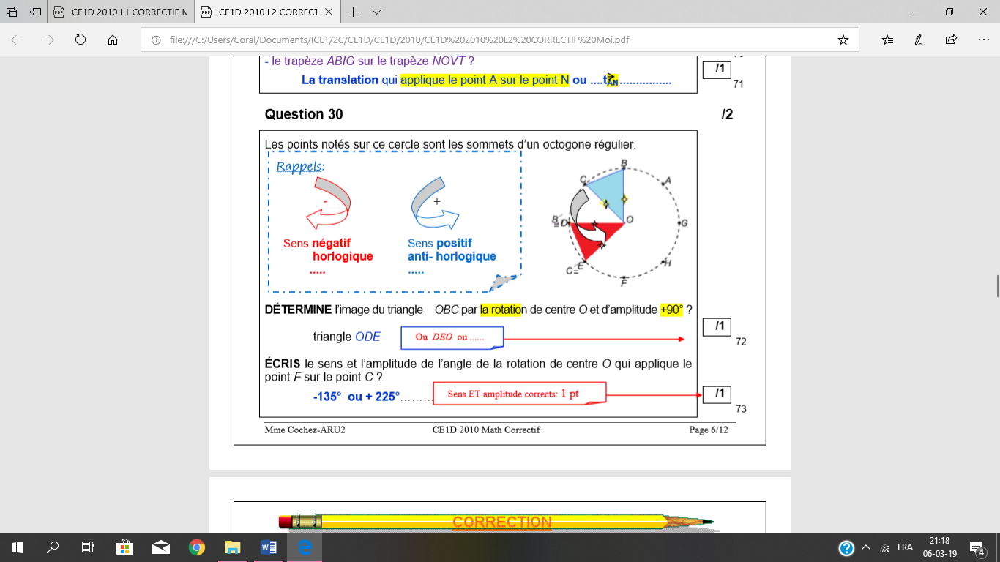 CE1D 2010 L1 CORRECTIF M
CE1D 2010 L2 CORRECT
file:///C:/Users/Coral/Documents/ICET/2C/CE1D/CE1D/2010/CE1D%202010%20L2%20CORRECTIF%20Moi.pdf
- le trapèze ABIG sur le trapèze NOVT ?
/1
La translation qui applique le point A sur le point N ou ....tAN................
71
Question 30
/2
Les points notés sur ce cercle sont les sommets d'un octogone régulier.
Rappels:
- +
Sens négatif
horlogique
.....
Sens positif
anti- horlogique
.....
B
C A
B'=D O G
C'=E H
F
DÉTERMINE l'image du triangle OBC par la rotation de centre O et d'amplitude +90° ?
/1
triangle ODE
Ou DEO ou ......
72
ÉCRIS le sens et l'amplitude de l'angle de la rotation de centre O qui applique le
point F sur le point C ?
-135° ou + 225°.........
Sens ET amplitude corrects: 1 pt
/1
73
Mme Cochez-ARU2 CE1D 2010 Math Correctif Page 6/12
CORRECTION
FRA
21:18
06-03-19
4